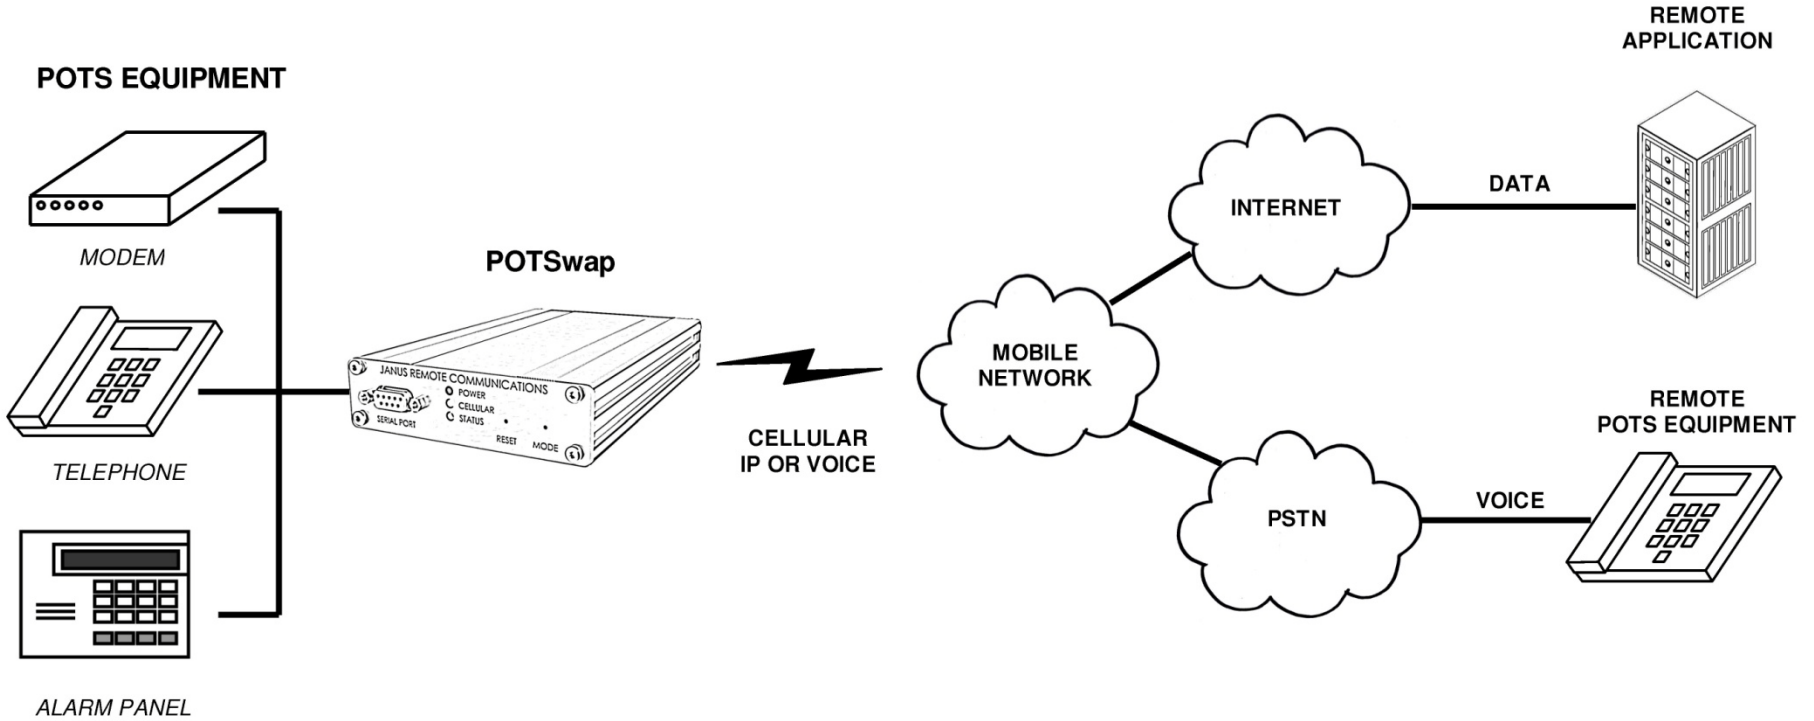 POTS EQUIPMENT
MODEM
TELEPHONE
ALARM PANEL
POTSwap
JANUS REMOTE COMMUNICATIONS
POWER
CELLULAR
STATUS
SERIAL PORT
RESET
MODE
CELLULAR
IP OR VOICE
MOBILE
NETWORK
INTERNET
DATA
REMOTE
APPLICATION
PSTN
VOICE
REMOTE
POTS EQUIPMENT